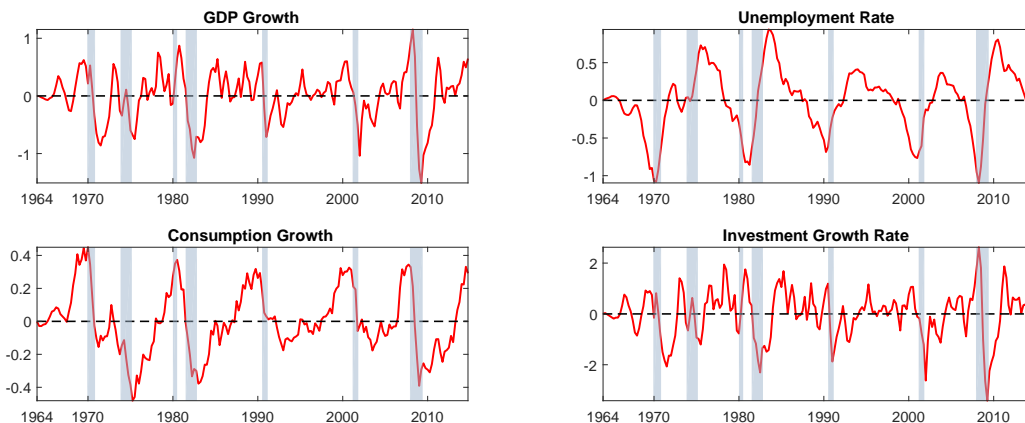 GDP Growth
1
0
-1
1964 1970 1980 1990 2000 2010
Unemployment Rate
0.5
0
-0.5
-1
1964 1970 1980 1990 2000 2010
Consumption Growth
0.4
0.2
0
-0.2
-0.4
1964 1970 1980 1990 2000 2010
Investment Growth Rate
2
0
-2
1964 1970 1980 1990 2000 2010